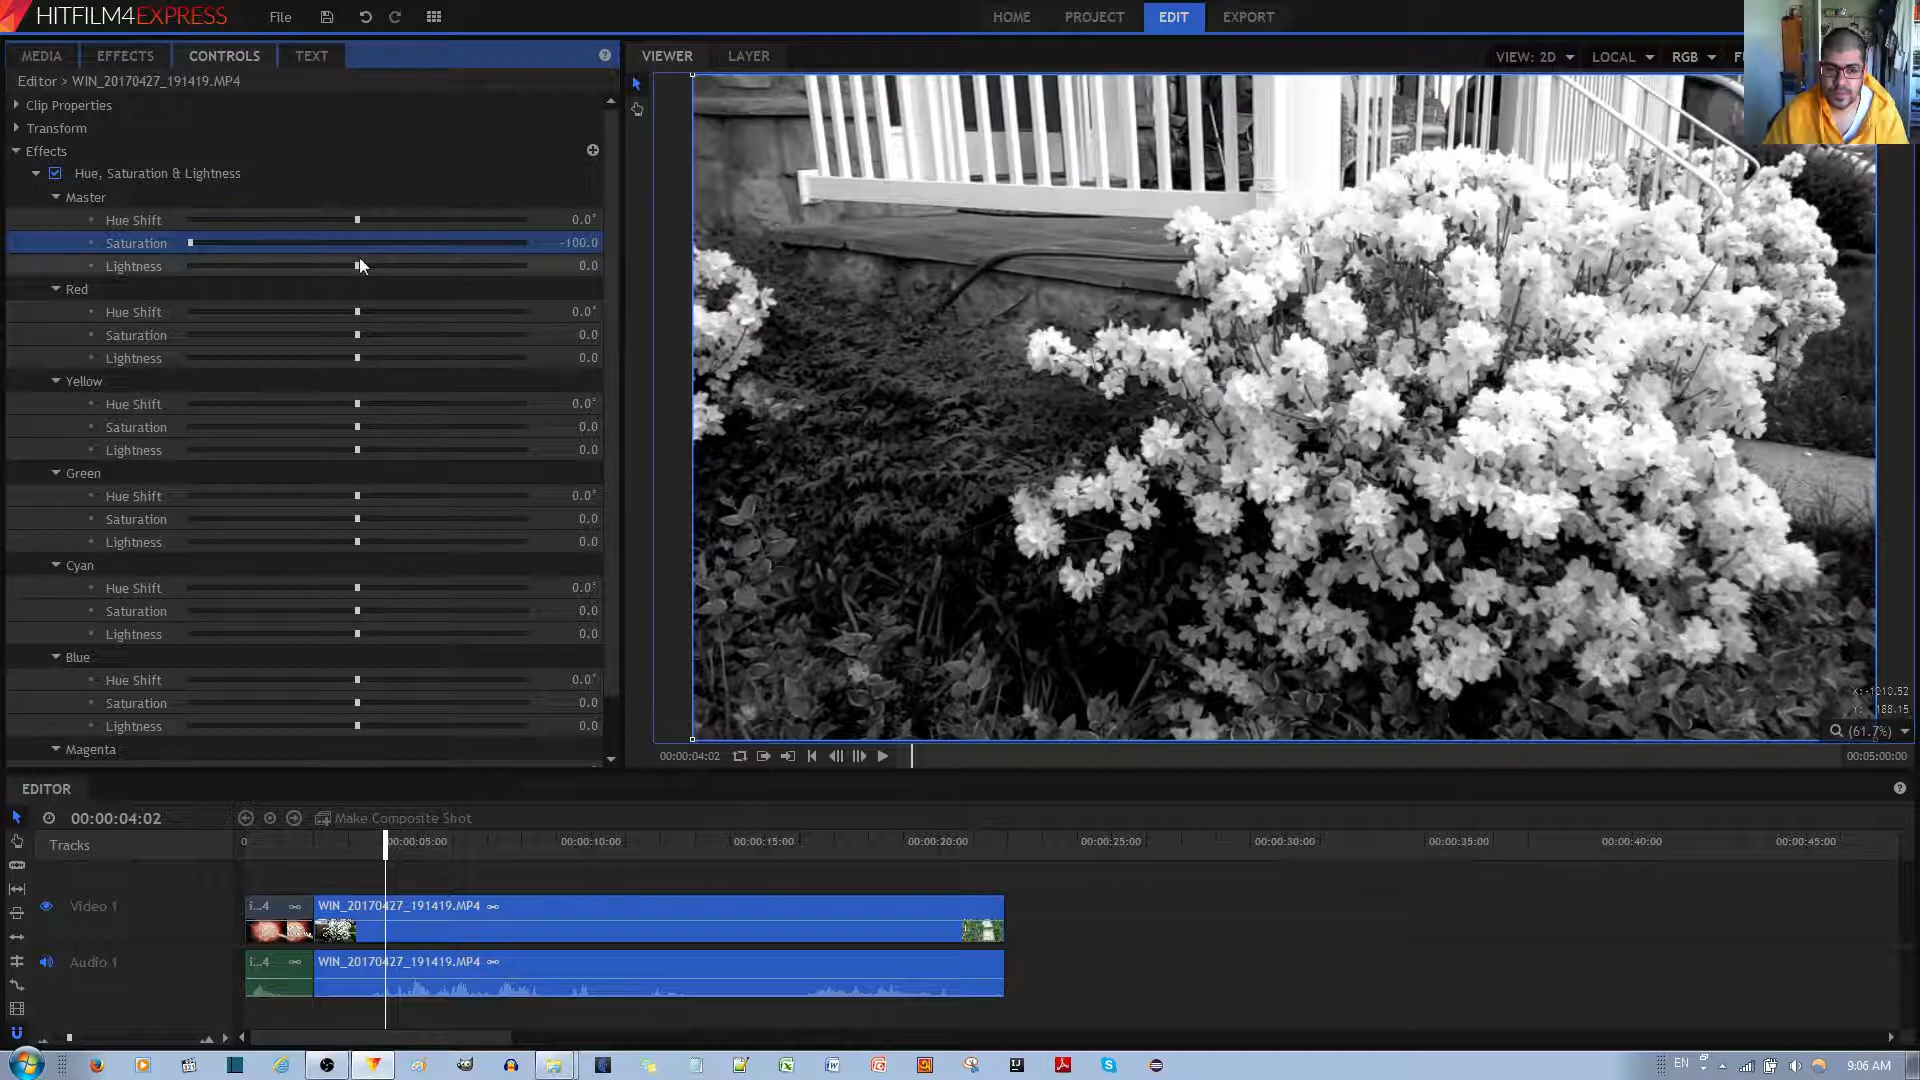 HITFILM4EXPRESS File HOME PROJECT EDIT EXPORT
MEDIA EFFECTS CONTROLS TEXT
VIEWER LAYER VIEW: 2D LOCAL RGB
Editor > WIN_20170427_191419.MP4
Clip Properties
Transform
Effects
Hue, Saturation & Lightness
Master
Hue Shift 0.0°
Saturation -100.0
Lightness 0.0
Red
Hue Shift 0.0°
Saturation 0.0
Lightness 0.0
Yellow
Hue Shift 0.0°
Saturation 0.0
Lightness 0.0
Green
Hue Shift 0.0°
Saturation 0.0
Lightness 0.0
Cyan
Hue Shift 0.0°
Saturation 0.0
Lightness 0.0
Blue
Hue Shift 0.0°
Saturation 0.0
Lightness 0.0
Magenta
(61.7%)
00:00:04:02 00:05:00:00
EDITOR
00:00:04:02 Make Composite Shot
Tracks 0 00:00:05:00 00:00:10:00 00:00:15:00 00:00:20:00 00:00:25:00 00:00:30:00 00:00:35:00 00:00:40:00 00:00:45:00
Video 1 i...4 WIN_20170427_191419.MP4
Audio 1 i...4 WIN_20170427_191419.MP4
EN 9:06 AM